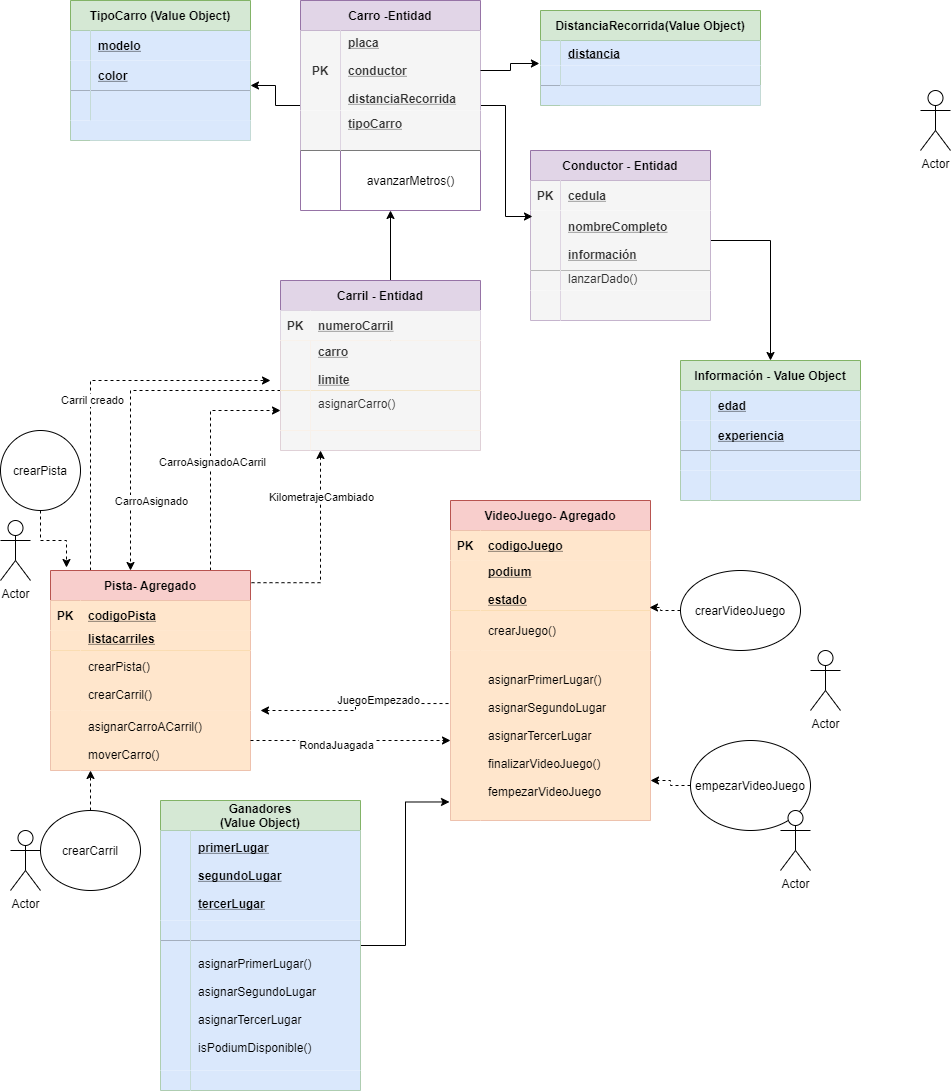 TipoCarro (Value Object)
modelo
color
Carro -Entidad
placa
PK
conductor
distanciaRecorrida
tipoCarro
avanzarMetros()
DistanciaRecorrida(Value Object)
distancia
Actor
Conductor - Entidad
PK
cedula
nombreCompleto
información
lanzarDado()
Carril - Entidad
PK
numeroCarril
carro
limite
asignarCarro()
Información - Value Object
edad
experiencia
Carril creado
CarroAsignadoACarril
CarroAsignado
KilometrajeCambiado
crearPista
Actor
Pista- Agregado
PK
codigoPista
listacarriles
crearPista()
crearCarril()
asignarCarroACarril()
moverCarro()
VideoJuego- Agregado
PK
codigoJuego
podium
estado
crearJuego()
asignarPrimerLugar()
asignarSegundoLugar
asignarTercerLugar
finalizarVideoJuego()
fempezarVideoJuego
crearVideoJuego
Actor
JuegoEmpezado
RondaJuagada
empezarVideoJuego
Actor
crearCarril
Actor
Ganadores
(Value Object)
primerLugar
segundoLugar
tercerLugar
asignarPrimerLugar()
asignarSegundoLugar
asignarTercerLugar
isPodiumDisponible()